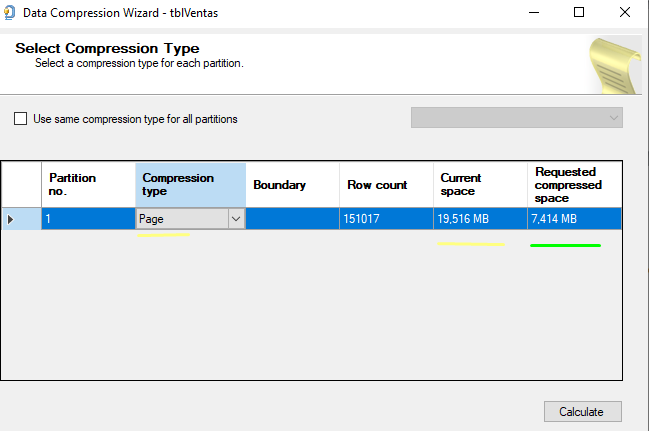 Data Compression Wizard - tblVentas
Select Compression Type
Select a compression type for each partition.
Use same compression type for all partitions
Partition no.
Compression type
Boundary
Row count
Current space
Requested compressed space
1
Page
151017
19,516 MB
7,414 MB
Calculate